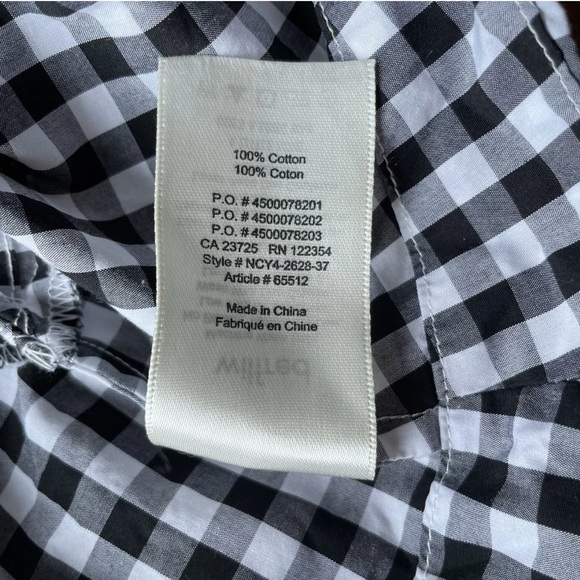 100% Cotton
100% Coton
P.O. # 4500078201
P.O. # 4500078202
P.O. # 4500078203
CA 23725 RN 122354
Style # NCY4-2628-37
Article # 65512
Made in China
Fabriqué en Chine
wilfred